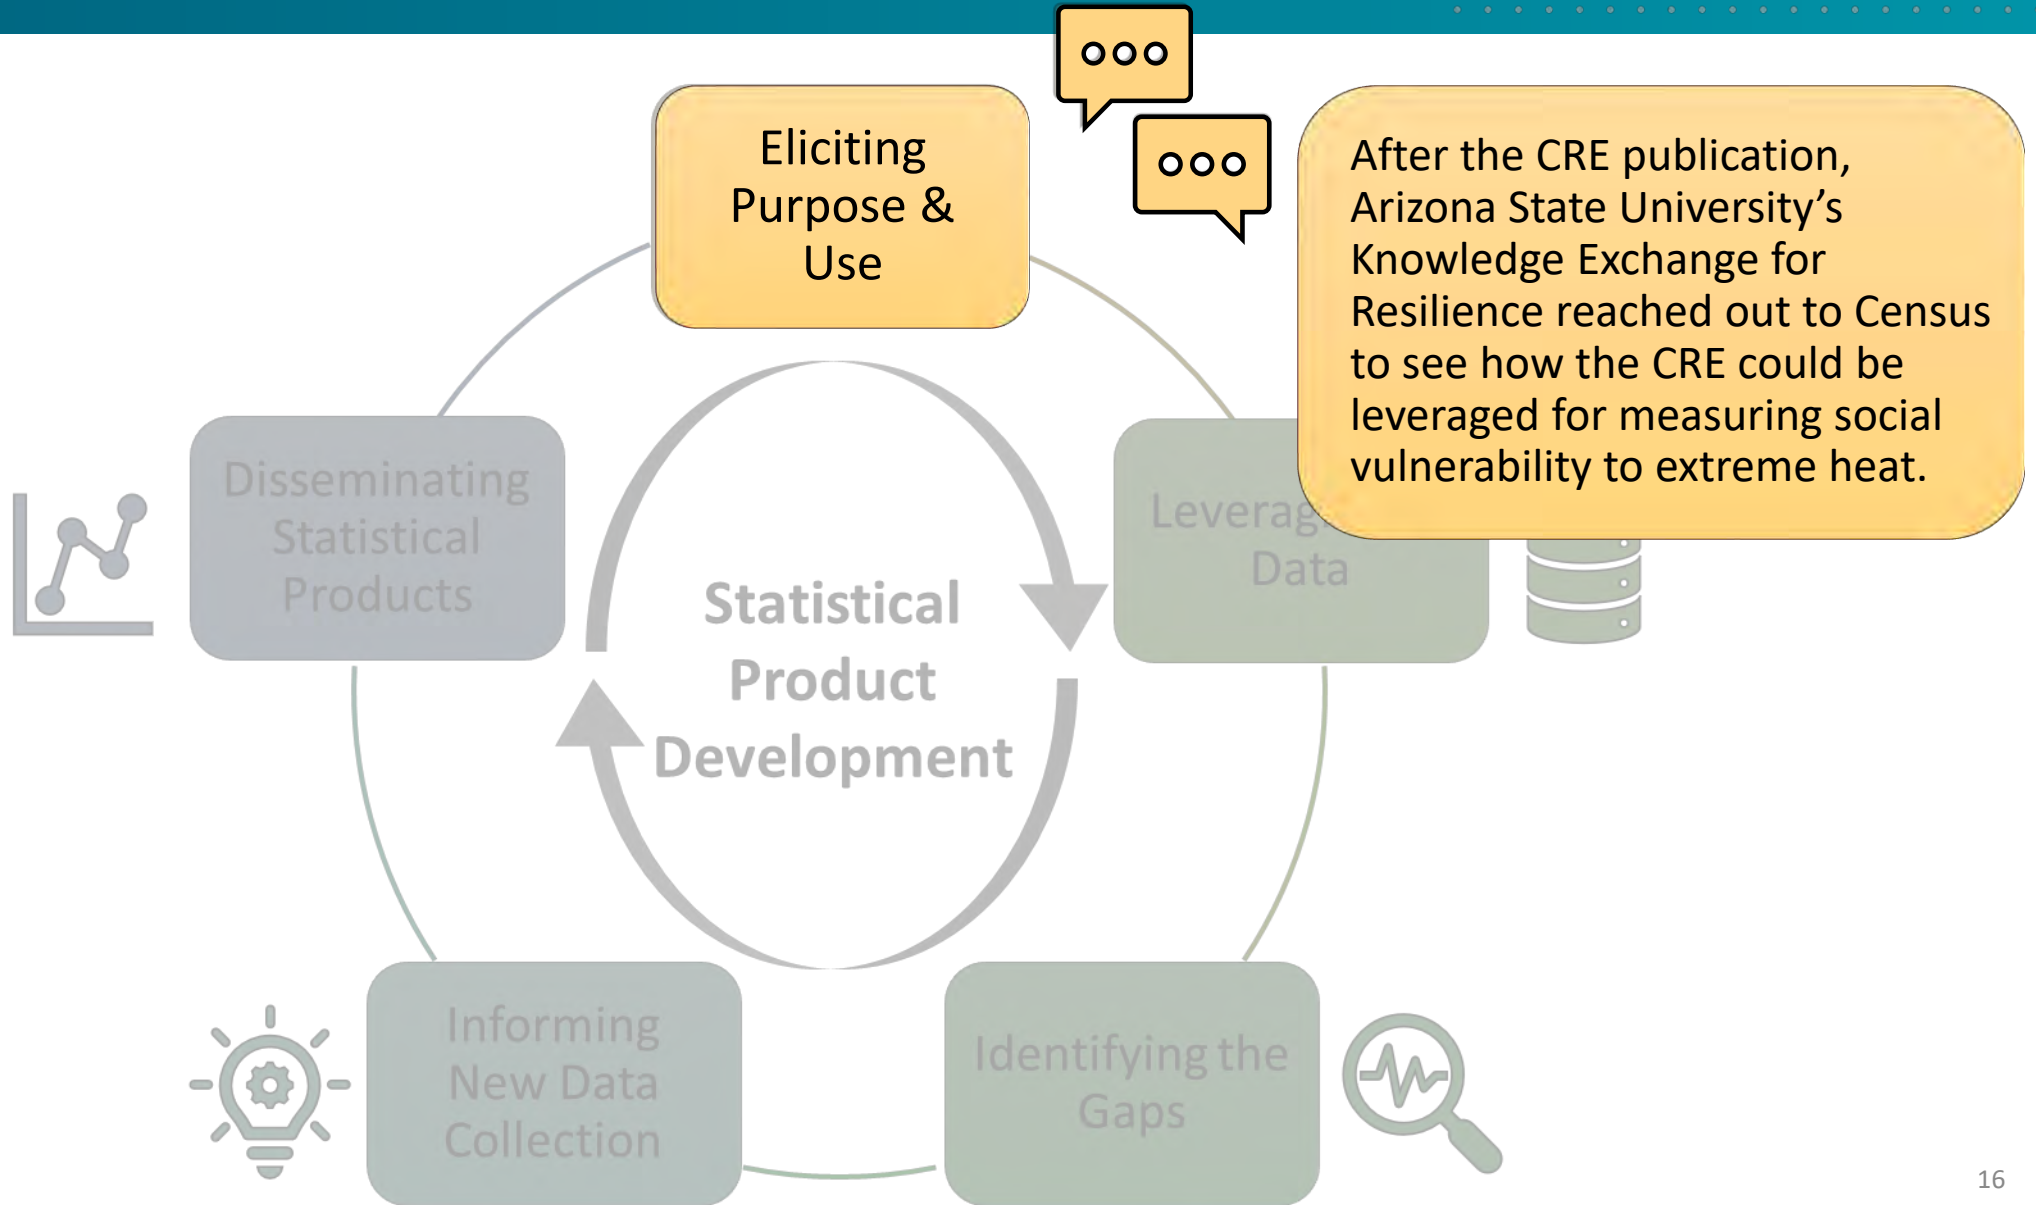 Eliciting
Purpose &
Use
After the CRE publication,
Arizona State University’s
Knowledge Exchange for
Resilience reached out to Census
to see how the CRE could be
leveraged for measuring social
vulnerability to extreme heat.
Disseminating
Statistical
Products
Leverag
Data
Statistical
Product
Development
Informing
New Data
Collection
Identifying the
Gaps
16